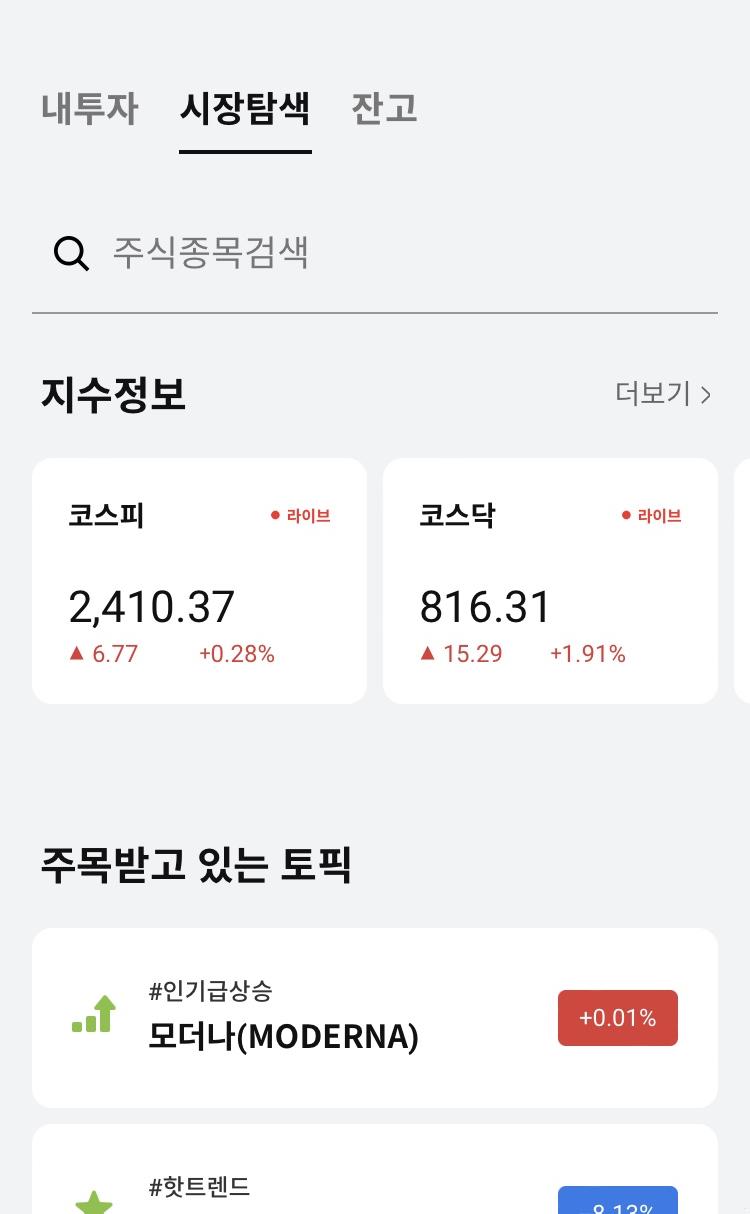 내투자 시장탐색 잔고
주식종목검색
지수정보 더보기 >
코스피 • 라이브
2,410.37
▲ 6.77 +0.28%
코스닥 • 라이브
816.31
▲ 15.29 +1.91%
주목받고 있는 토픽
#인기급상승
모더나(MODERNA)
+0.01%
#핫트렌드
-8.13%